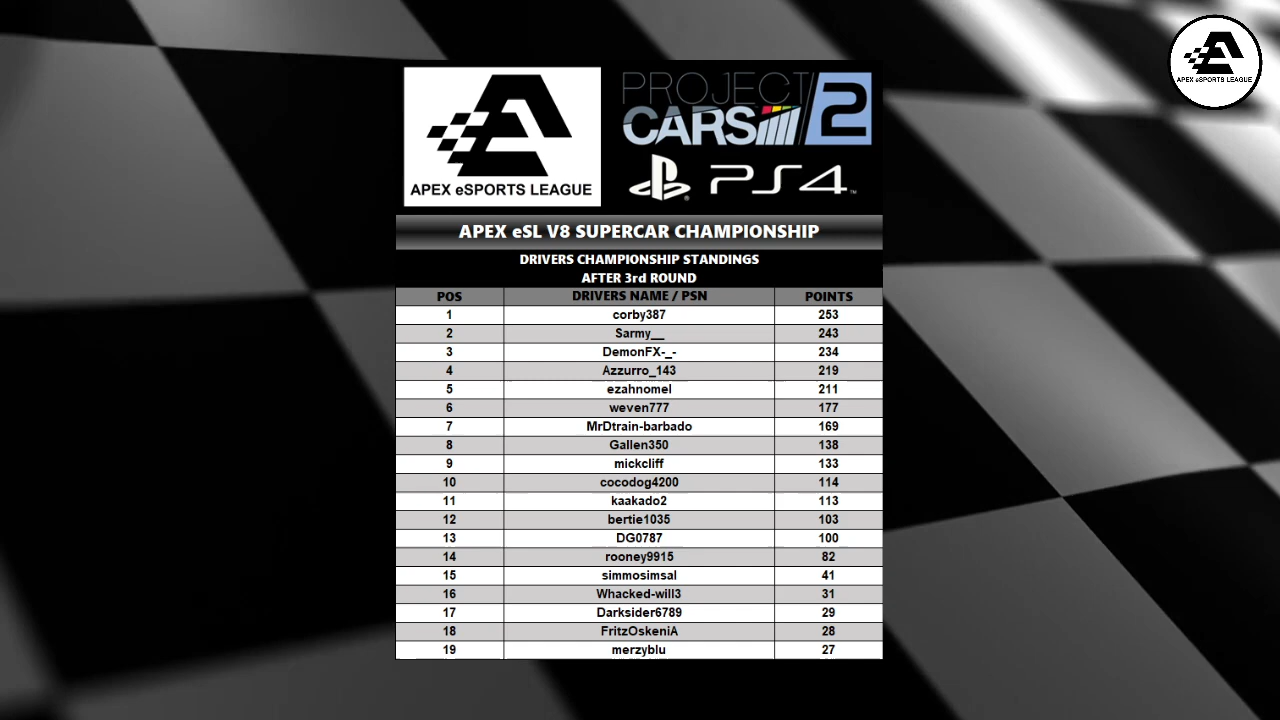 APEX eSPORTS LEAGUE
PROJECT
CARS 2
PS4™
APEX eSPORTS LEAGUE
APEX eSL V8 SUPERCAR CHAMPIONSHIP
DRIVERS CHAMPIONSHIP STANDINGS
AFTER 3rd ROUND
POS DRIVERS NAME / PSN POINTS
1 corby387 253
2 Sarmy__ 243
3 DemonFX-_- 234
4 Azzurro_143 219
5 ezahnomel 211
6 weven777 177
7 MrDtrain-barbado 169
8 Gallen350 138
9 mickcliff 133
10 cocodog4200 114
11 kaakado2 113
12 bertie1035 103
13 DG0787 100
14 rooney9915 82
15 simmosimsal 41
16 Whacked-will3 31
17 Darksider6789 29
18 FritzOskeniA 28
19 merzyblu 27